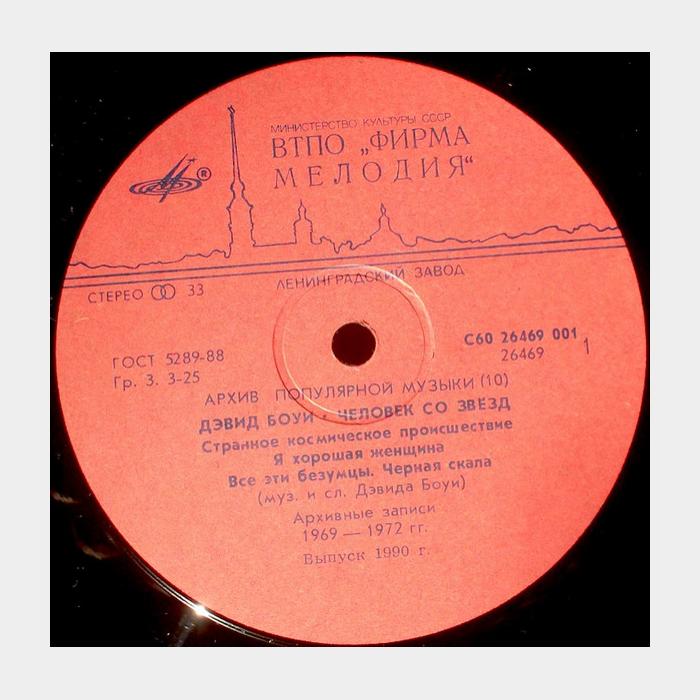 МИНИСТЕРСТВО КУЛЬТУРЫ СССР
ВТПО „ФИРМА
МЕЛОДИЯ“
®
ЛЕНИНГРАДСКИЙ ЗАВОД
СТЕРЕО 33
ГОСТ 5289-88
Гр. 3. 3-25
С60 26469 001
26469
1
АРХИВ ПОПУЛЯРНОЙ МУЗЫКИ (10)
ДЭВИД БОУИ • ЧЕЛОВЕК СО ЗВЁЗД
Странное космическое происшествие
Я хорошая женщина
Все эти безумцы. Черная скала
(муз. и сл. Дэвида Боуи)
Архивные записи
1969 — 1972 гг.
Выпуск 1990 г.